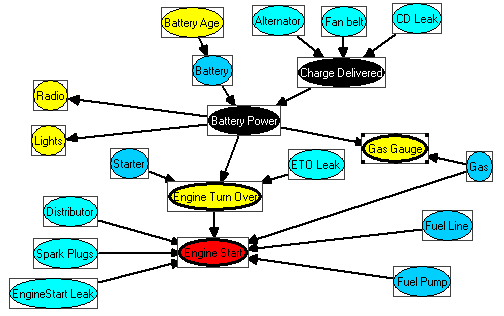 Battery Age
Alternator
Fan belt
CD Leak
Battery
Charge Delivered
Radio
Battery Power
Lights
Gas Gauge
Starter
ETO Leak
Gas
Engine Turn Over
Distributor
Fuel Line
Spark Plugs
Engine Start
EngineStart Leak
Fuel Pump